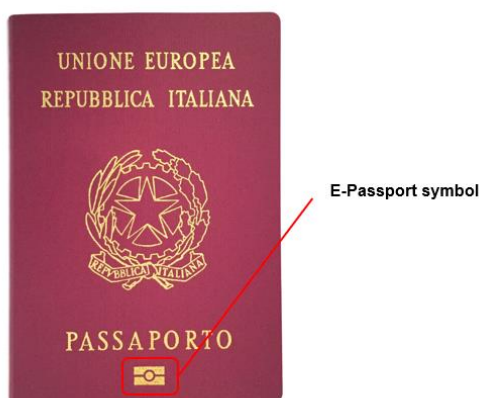 UNIONE EUROPEA
REPUBBLICA ITALIANA
E-Passport symbol
REPVBBLICA ITALIANA
PASSAPORTO